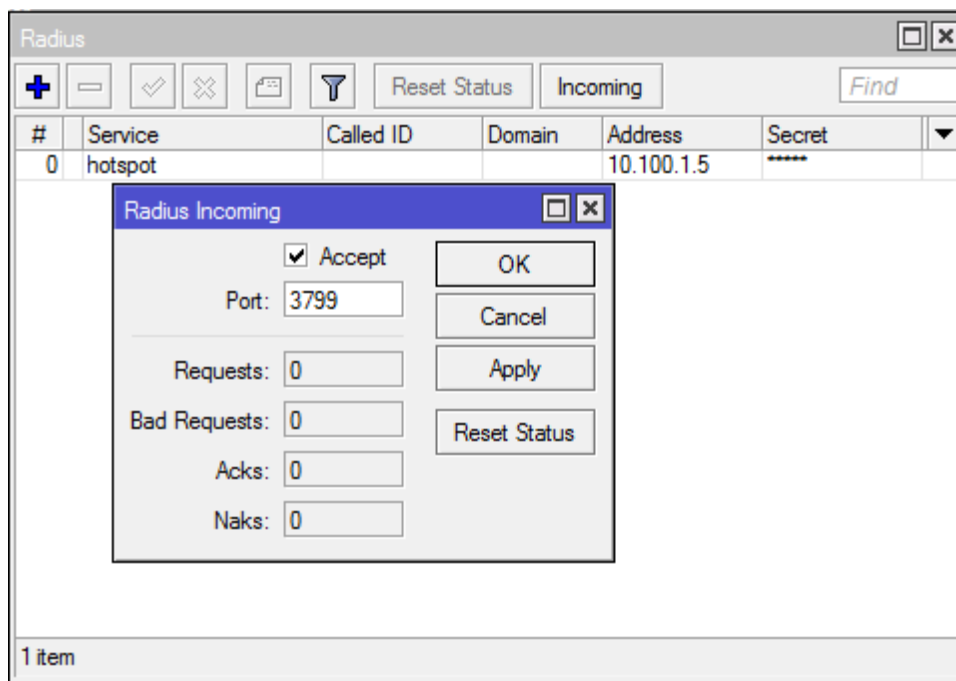 Radius
Reset Status Incoming Find
# Service Called ID Domain Address Secret
0 hotspot 10.100.1.5 *****
Radius Incoming
Accept
OK
Port: 3799
Cancel
Requests: 0
Apply
Bad Requests: 0
Reset Status
Acks: 0
Naks: 0
1 item